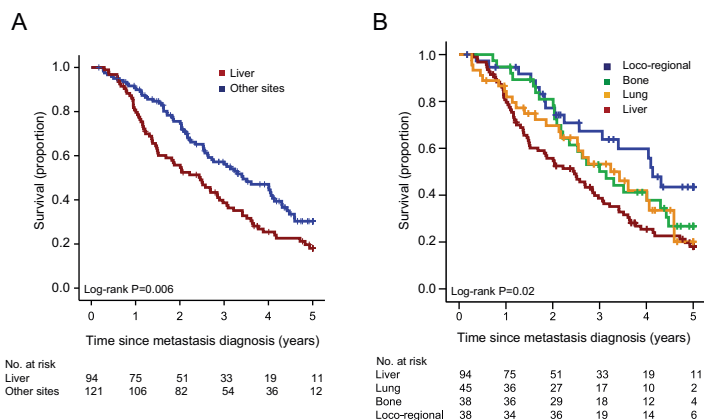 A
Survival (proportion)
1.0
0.8
0.6
0.4
0.2
0.0
Liver
Other sites
Log-rank P=0.006
0 1 2 3 4 5
Time since metastasis diagnosis (years)
No. at risk
Liver 94 75 51 33 19 11
Other sites 121 106 82 54 36 12
B
Survival (proportion)
1.0
0.8
0.6
0.4
0.2
0.0
Loco-regional
Bone
Lung
Liver
Log-rank P=0.02
0 1 2 3 4 5
Time since metastasis diagnosis (years)
No. at risk
Liver 94 75 51 33 19 11
Lung 45 36 27 17 10 2
Bone 38 36 29 18 12 4
Loco-regional 38 34 36 19 14 6